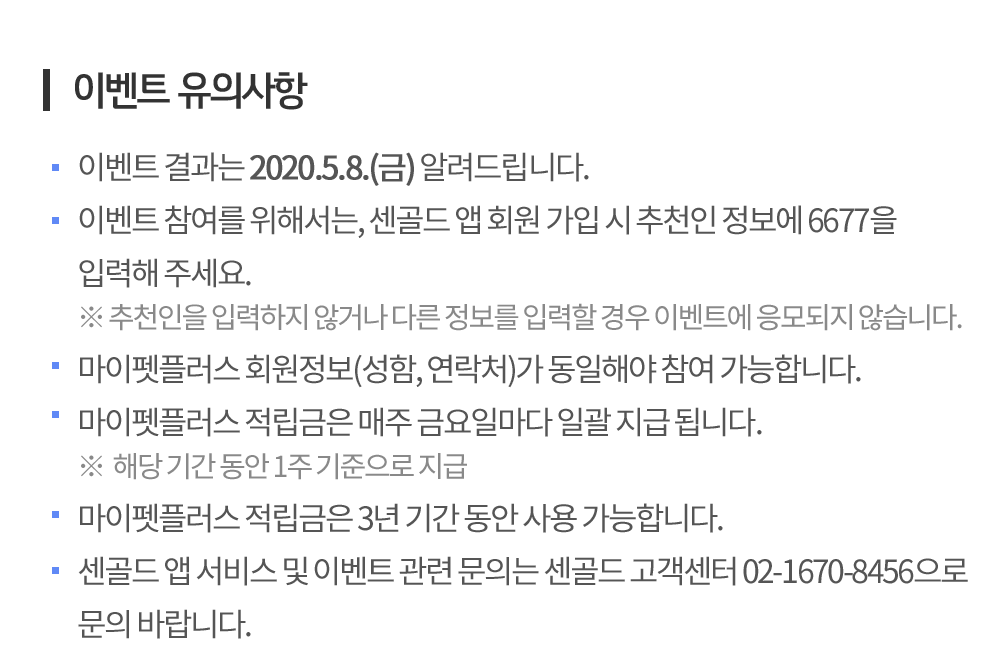 이벤트 유의사항
이벤트 결과는 2020.5.8.(금) 알려드립니다.
이벤트 참여를 위해서는, 센골드 앱 회원 가입 시 추천인 정보에 6677을
입력해 주세요.
※ 추천인을 입력하지 않거나 다른 정보를 입력할 경우 이벤트에 응모되지 않습니다.
마이펫플러스 회원정보(성함, 연락처)가 동일해야 참여 가능합니다.
마이펫플러스 적립금은 매주 금요일마다 일괄 지급 됩니다.
※ 해당 기간 동안 1주 기준으로 지급
마이펫플러스 적립금은 3년 기간 동안 사용 가능합니다.
센골드 앱 서비스 및 이벤트 관련 문의는 센골드 고객센터 02-1670-8456으로
문의 바랍니다.